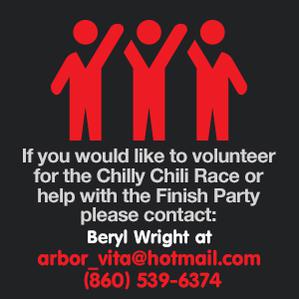 If you would like to volunteer
for the Chilly Chili Race or
help with the Finish Party
please contact:
Beryl Wright at
arbor_vita@hotmail.com
(860) 539-6374